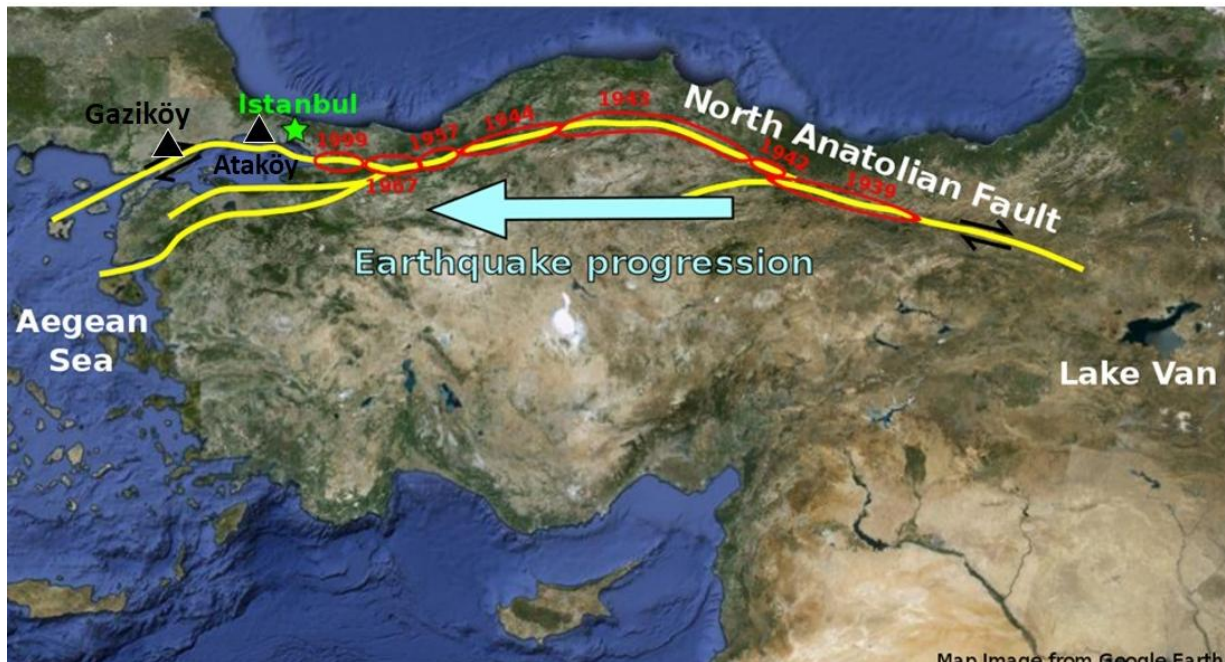 Gaziköy
Istanbul
Ataköy
1999
1967
1957
1944
1943
1942
1939
North Anatolian Fault
Earthquake progression
Aegean
Sea
Lake Van
Map Image from Google Earth